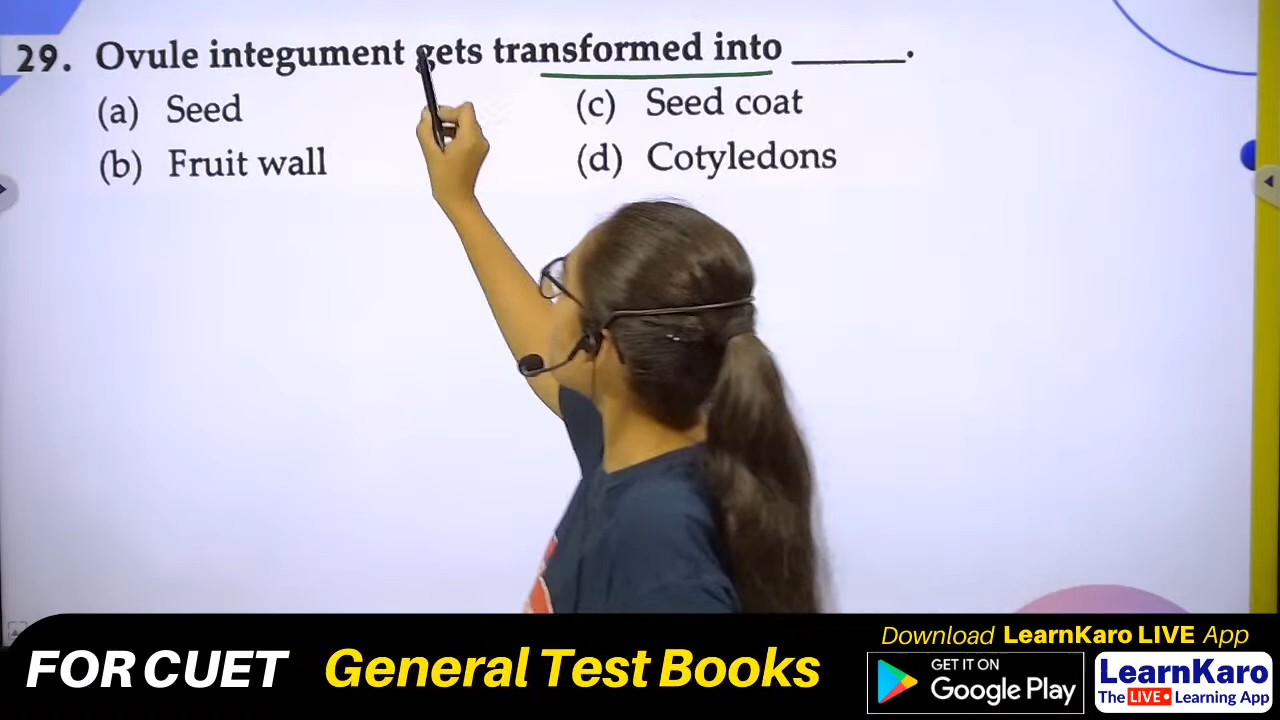 29. Ovule integument gets transformed into ______.
(a) Seed
(c) Seed coat
(b) Fruit wall
(d) Cotyledons
FOR CUET General Test Books
Download LearnKaro LIVE App
GET IT ON
Google Play
LearnKaro
The LIVE Learning App